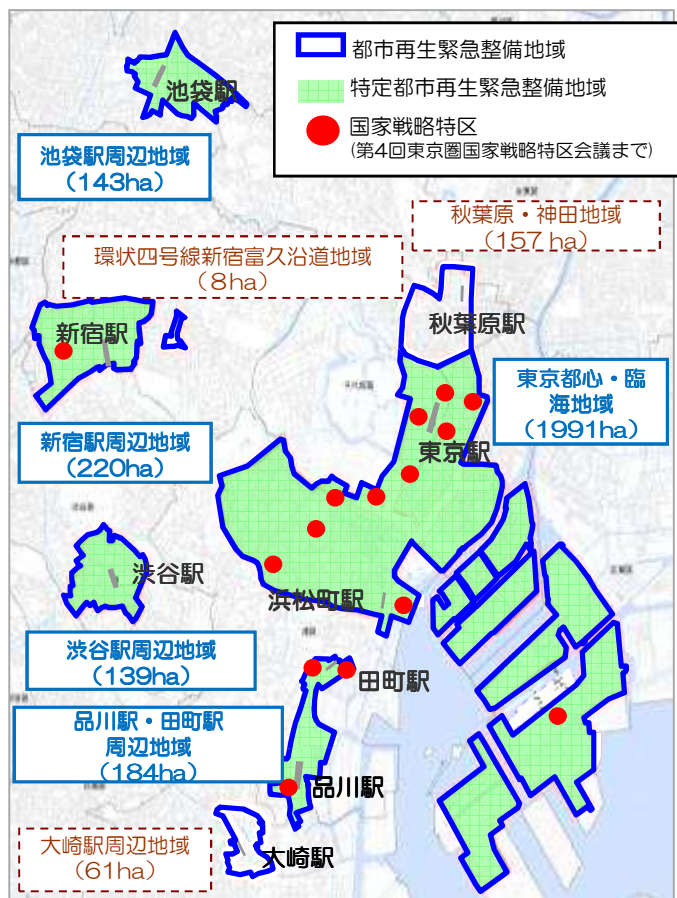 都市再生緊急整備地域
特定都市再生緊急整備地域
国家戦略特区
(第4回東京圏国家戦略特区会議まで)
池袋駅
池袋駅周辺地域
(143ha)
秋葉原・神田地域
(157 ha)
環状四号線新宿富久沿道地域
(8ha)
秋葉原駅
新宿駅
東京都心・臨
海地域
(1991ha)
新宿駅周辺地域
(220ha)
東京駅
渋谷駅
浜松町駅
渋谷駅周辺地域
(139ha)
田町駅
品川駅・田町駅
周辺地域
(184ha)
品川駅
大崎駅周辺地域
(61ha)
大崎駅